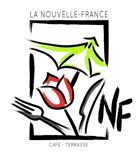 LA NOUVELLE-FRANCE
NF
CAFÉ - TERRASSE